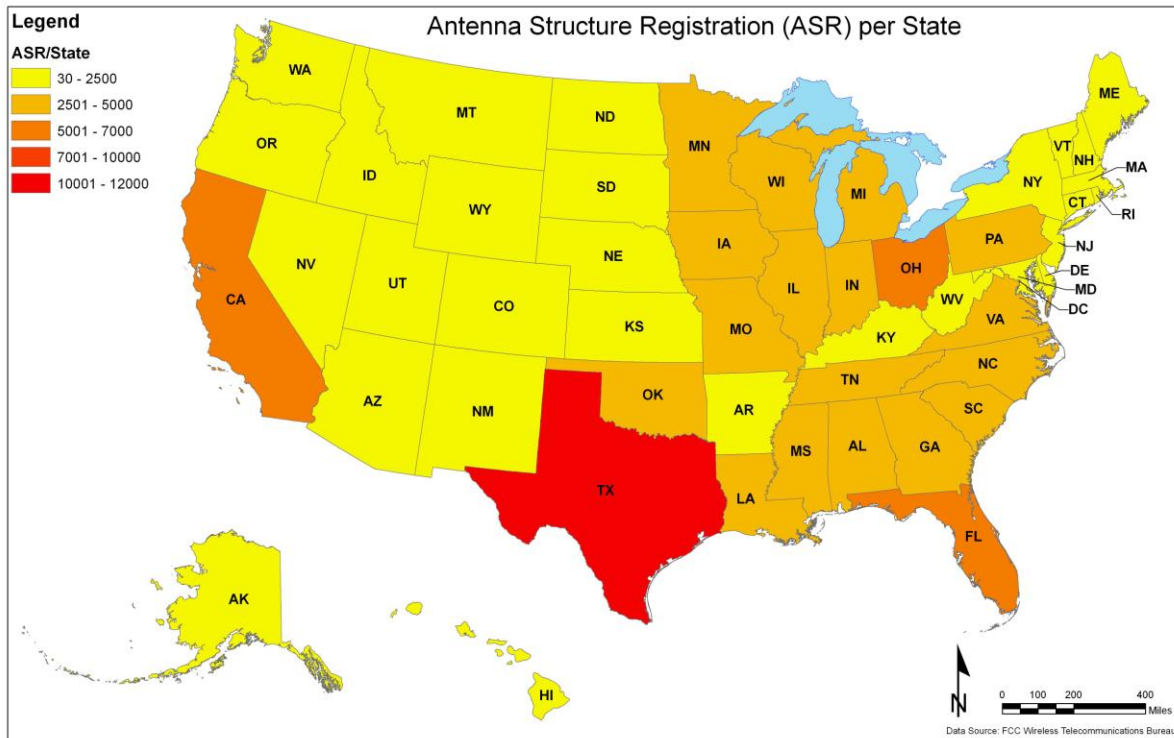 Legend
Antenna Structure Registration (ASR) per State
ASR/State
30 - 2500
2501 - 5000
5001 - 7000
7001 - 10000
10001 - 12000
WA
MT
ND
MN
ME
OR
ID
SD
WI
MI
VT
NH
NY
MA
WY
CT
RI
IA
PA
NJ
NE
NV
UT
CO
IL
IN
OH
WV
DE
MD
DC
CA
KS
MO
KY
VA
AZ
NM
OK
AR
TN
NC
SC
MS
AL
GA
TX
LA
FL
AK
HI
N
0 100 200 400
Miles
Data Source: FCC Wireless Telecommunications Bureau